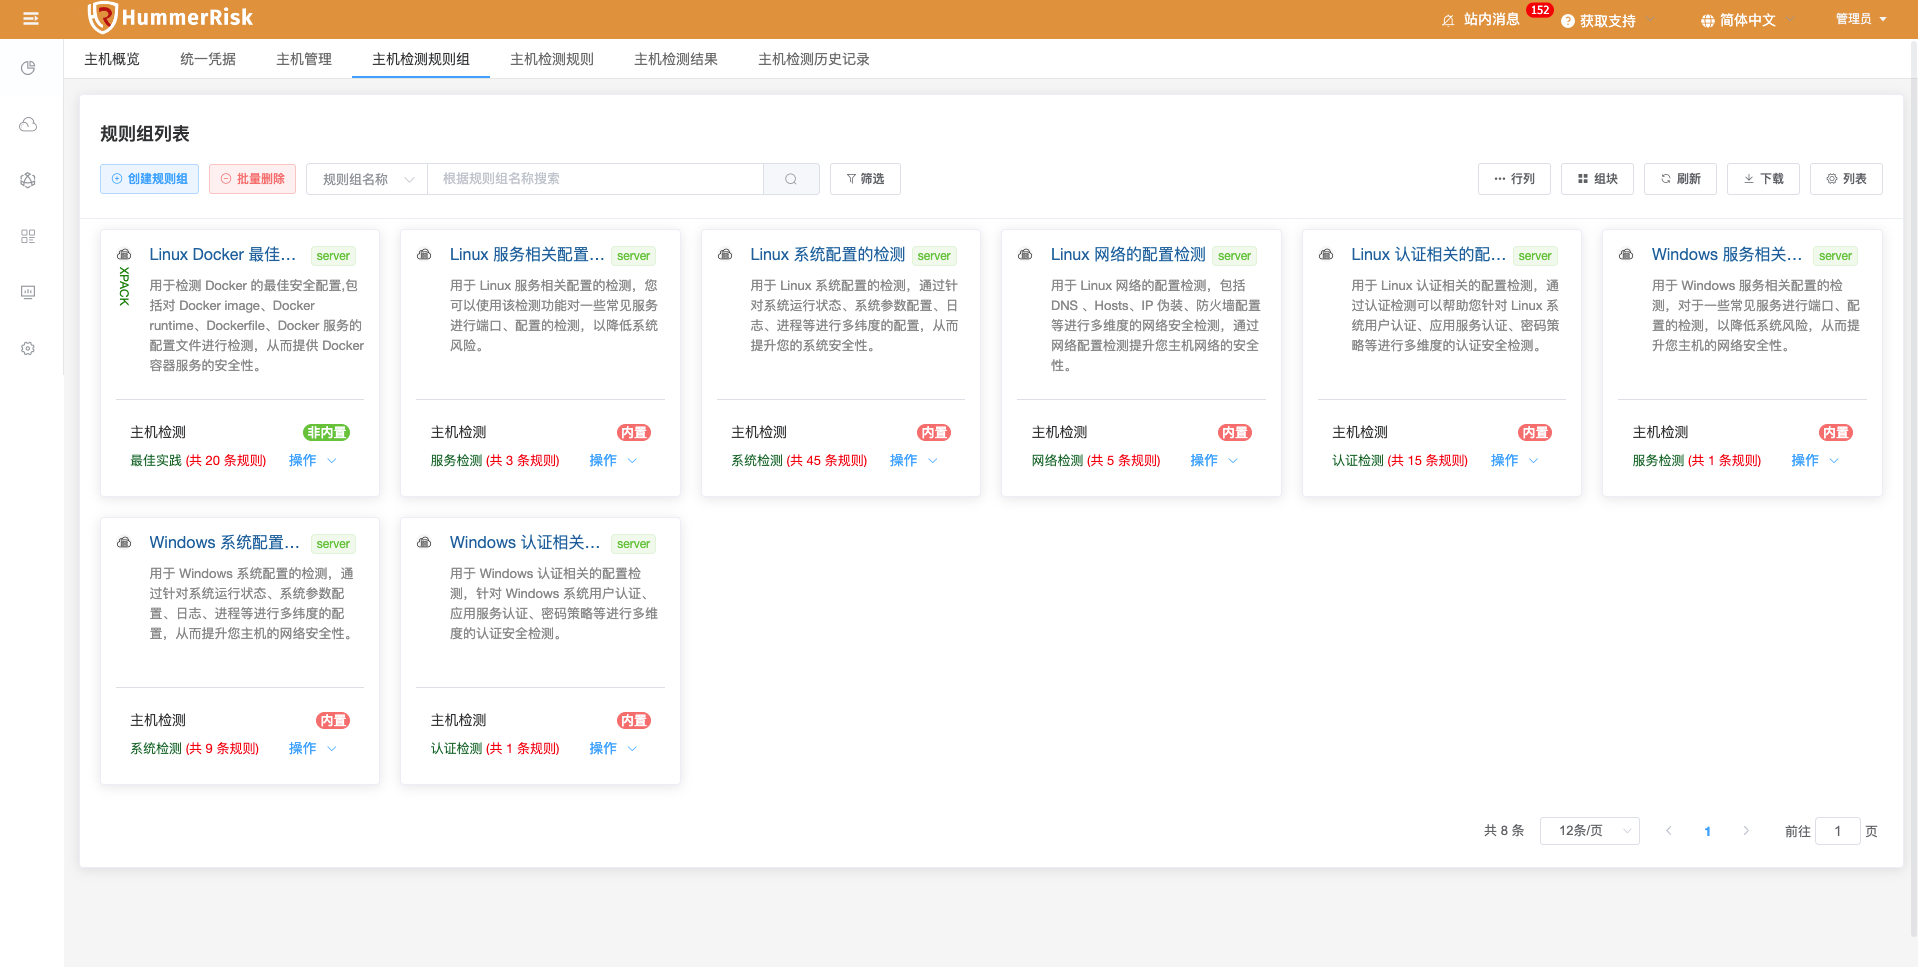 HummerRisk
站内消息 152 获取支持 简体中文 管理员
主机概览 统一凭据 主机管理 主机检测规则组 主机检测规则 主机检测结果 主机检测历史记录
规则组列表
创建规则组 批量删除 规则组名称 根据规则组名称搜索 筛选 行列 组块 刷新 下载 列表
Linux Docker 最佳... server
XPACK
用于检测 Docker 的最佳安全配置,包
括对 Docker image、Docker
runtime、Dockerfile、Docker 服务的
配置文件进行检测，从而提供 Docker
容器服务的安全性。
主机检测 非内置
最佳实践 (共 20 条规则) 操作
Linux 服务相关配置... server
用于 Linux 服务相关配置的检测，您
可以使用该检测功能对一些常见服务
进行端口、配置的检测，以降低系统
风险。
主机检测 内置
服务检测 (共 3 条规则) 操作
Linux 系统配置的检测 server
用于 Linux 系统配置的检测，通过针
对系统运行状态、系统参数配置、日
志、进程等进行多纬度的配置，从而
提升您的系统安全性。
主机检测 内置
系统检测 (共 45 条规则) 操作
Linux 网络的配置检测 server
用于 Linux 网络的配置检测，包括
DNS 、Hosts、IP 伪装、防火墙配置
等进行多维度的网络安全检测，通过
网络配置检测提升您主机网络的安全
性。
主机检测 内置
网络检测 (共 5 条规则) 操作
Linux 认证相关的配... server
用于 Linux 认证相关的配置检测，通
过认证检测可以帮助您针对 Linux 系
统用户认证、应用服务认证、密码策
略等进行多维度的认证安全检测。
主机检测 内置
认证检测 (共 15 条规则) 操作
Windows 服务相关... server
用于 Windows 服务相关配置的检
测，对于一些常见服务进行端口、配
置的检测，以降低系统风险，从而提
升您主机的网络安全性。
主机检测 内置
服务检测 (共 1 条规则) 操作
Windows 系统配置... server
用于 Windows 系统配置的检测，通
过针对系统运行状态、系统参数配
置、日志、进程等进行多纬度的配
置，从而提升您主机的网络安全性。
主机检测 内置
系统检测 (共 9 条规则) 操作
Windows 认证相关... server
用于 Windows 认证相关的配置检
测，针对 Windows 系统用户认证、
应用服务认证、密码策略等进行多维
度的认证安全检测。
主机检测 内置
认证检测 (共 1 条规则) 操作
共 8 条 12条/页 1 前往 1 页